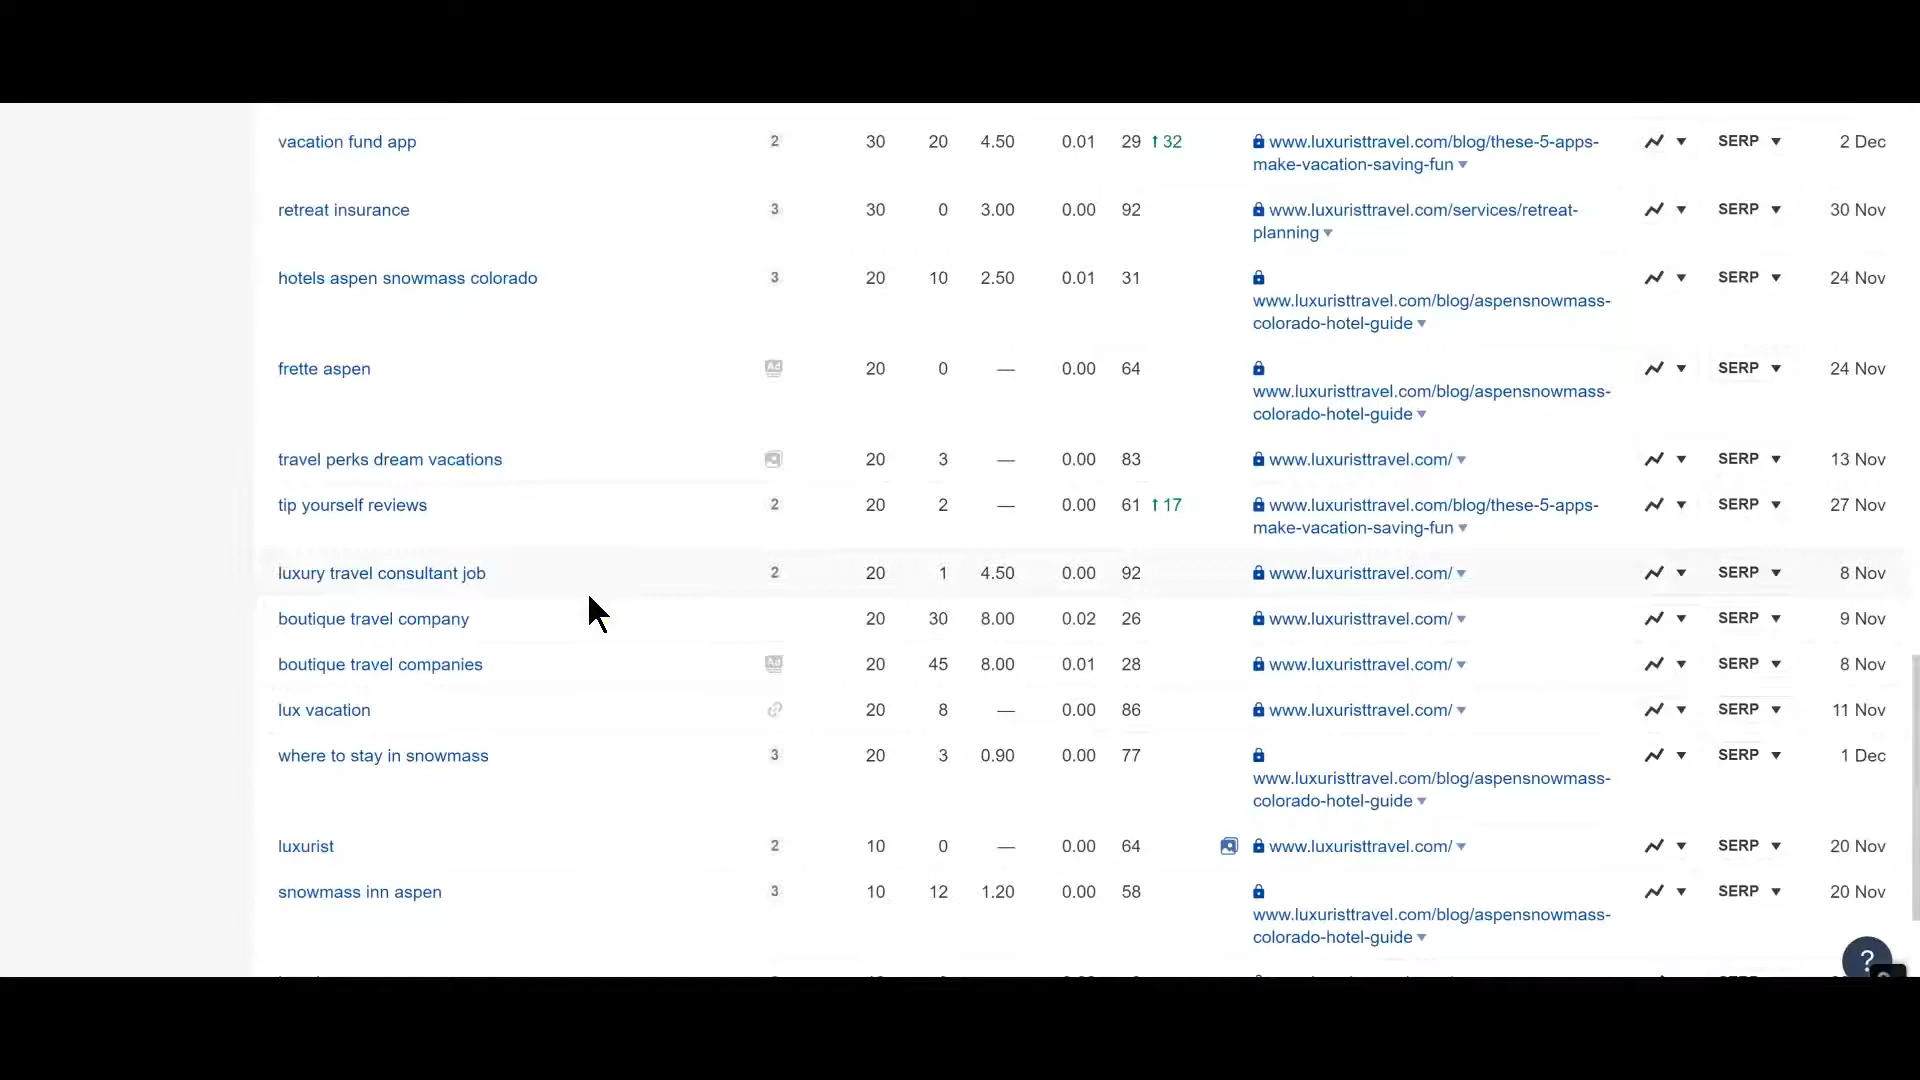 vacation fund app 2 30 20 4.50 0.01 29 ↑32 www.luxuristtravel.com/blog/these-5-apps- SERP 2 Dec
make-vacation-saving-fun
retreat insurance 3 30 0 3.00 0.00 92 www.luxuristtravel.com/services/retreat- SERP 30 Nov
planning
hotels aspen snowmass colorado 3 20 10 2.50 0.01 31 SERP 24 Nov
www.luxuristtravel.com/blog/aspensnowmass-
colorado-hotel-guide
frette aspen Ad 20 0 — 0.00 64 SERP 24 Nov
www.luxuristtravel.com/blog/aspensnowmass-
colorado-hotel-guide
travel perks dream vacations 20 3 — 0.00 83 www.luxuristtravel.com/ SERP 13 Nov
tip yourself reviews 2 20 2 — 0.00 61 ↑17 www.luxuristtravel.com/blog/these-5-apps- SERP 27 Nov
make-vacation-saving-fun
luxury travel consultant job 2 20 1 4.50 0.00 92 www.luxuristtravel.com/ SERP 8 Nov
boutique travel company 20 30 8.00 0.02 26 www.luxuristtravel.com/ SERP 9 Nov
boutique travel companies Ad 20 45 8.00 0.01 28 www.luxuristtravel.com/ SERP 8 Nov
lux vacation 20 8 — 0.00 86 www.luxuristtravel.com/ SERP 11 Nov
where to stay in snowmass 3 20 3 0.90 0.00 77 SERP 1 Dec
www.luxuristtravel.com/blog/aspensnowmass-
colorado-hotel-guide
luxurist 2 10 0 — 0.00 64 www.luxuristtravel.com/ SERP 20 Nov
snowmass inn aspen 3 10 12 1.20 0.00 58 SERP 20 Nov
www.luxuristtravel.com/blog/aspensnowmass-
colorado-hotel-guide
?